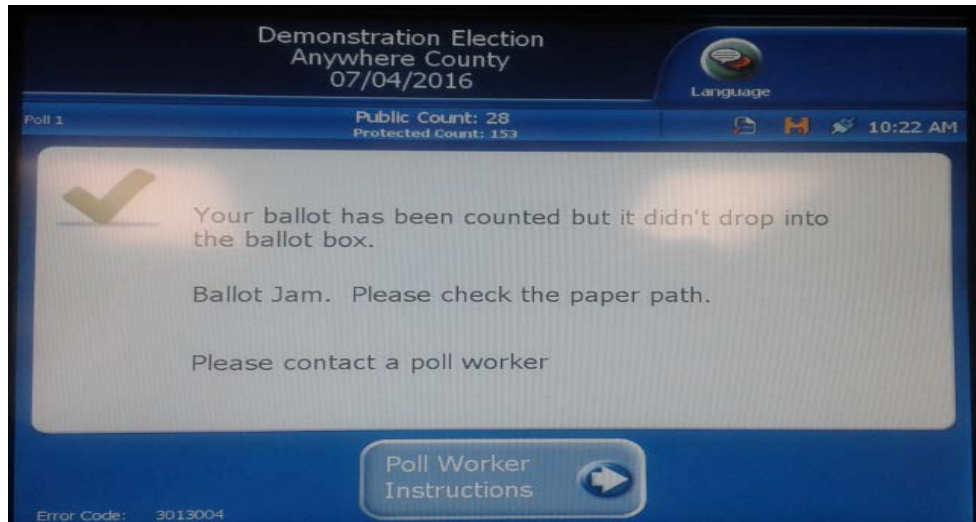 Demonstration Election
Anywhere County
07/04/2016
Language
Poll 1
Public Count: 28
Protected Count: 153
10:22 AM
Your ballot has been counted but it didn't drop into
the ballot box.
Ballot Jam. Please check the paper path.
Please contact a poll worker
Poll Worker
Instructions
Error Code: 3013004